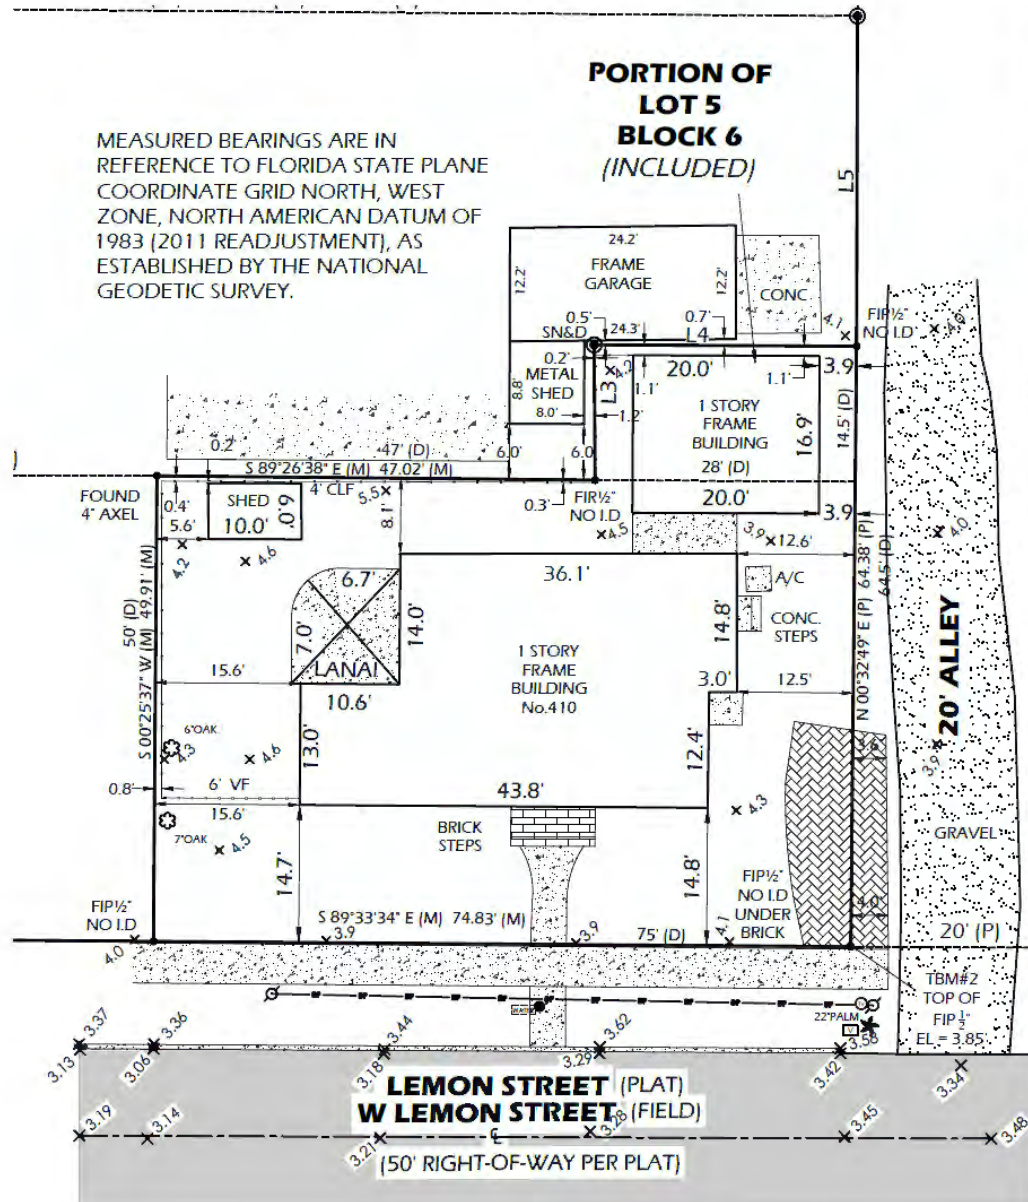 PORTION OF
LOT 5
BLOCK 6
(INCLUDED)
MEASURED BEARINGS ARE IN
REFERENCE TO FLORIDA STATE PLANE
COORDINATE GRID NORTH, WEST
ZONE, NORTH AMERICAN DATUM OF
1983 (2011 READJUSTMENT), AS
ESTABLISHED BY THE NATIONAL
GEODETIC SURVEY.
L5
24.2'
FRAME
GARAGE
12.2'
12.2'
CONC.
4.1
FIP½"
NO I.D
4.0
0.5'
SN&D
24.3'
0.7'
L4
0.2'
METAL
SHED
8.8'
8.0'
L3
4.2
1.1'
1.2'
20.0'
1.1'
3.9'
1 STORY
FRAME
BUILDING
28' (D)
20.0'
16.9'
14.5' (D)
3.9'
0.2'
47' (D)
S 89°26'38" E (M) 47.02' (M)
6.0'
6.0'
)
FOUND
4" AXEL
0.4'
5.6'
SHED
10.0'
6.0'
4' CLF
5.5
8.1'
0.3'
FIR½"
NO I.D
4.5
3.9
12.6'
4.0
4.2
4.6
50' (D)
S 00°25'37" W (M) 49.91' (M)
6.7'
7.0'
LANAI
14.0'
10.6'
15.6'
36.1'
14.8'
A/C
CONC.
STEPS
1 STORY
FRAME
BUILDING
No.410
3.0'
12.5'
N 00°32'49" E (P) 64.38' (P)
64.5' (D)
20' ALLEY
6"OAK
4.3
4.6
13.0'
12.4'
3.6'
3.9
0.8'
6' VF
15.6'
43.8'
4.3
7"OAK
4.5
BRICK
STEPS
GRAVEL
14.7'
14.8'
FIP½"
NO I.D
UNDER
BRICK
4.0'
FIP½"
NO I.D
S 89°33'34" E (M) 74.83' (M)
75' (D)
4.0
3.9
3.9
4.1
20' (P)
TBM#2
TOP OF
FIP ½"
EL = 3.85'
WATER
22"PALM
V
3.37
3.36
3.44
3.62
3.58
3.13
3.06
3.18
3.29
3.42
3.34
LEMON STREET (PLAT)
W LEMON STREET (FIELD)
3.19
3.14
3.21
℄
3.28
3.45
3.48
(50' RIGHT-OF-WAY PER PLAT)